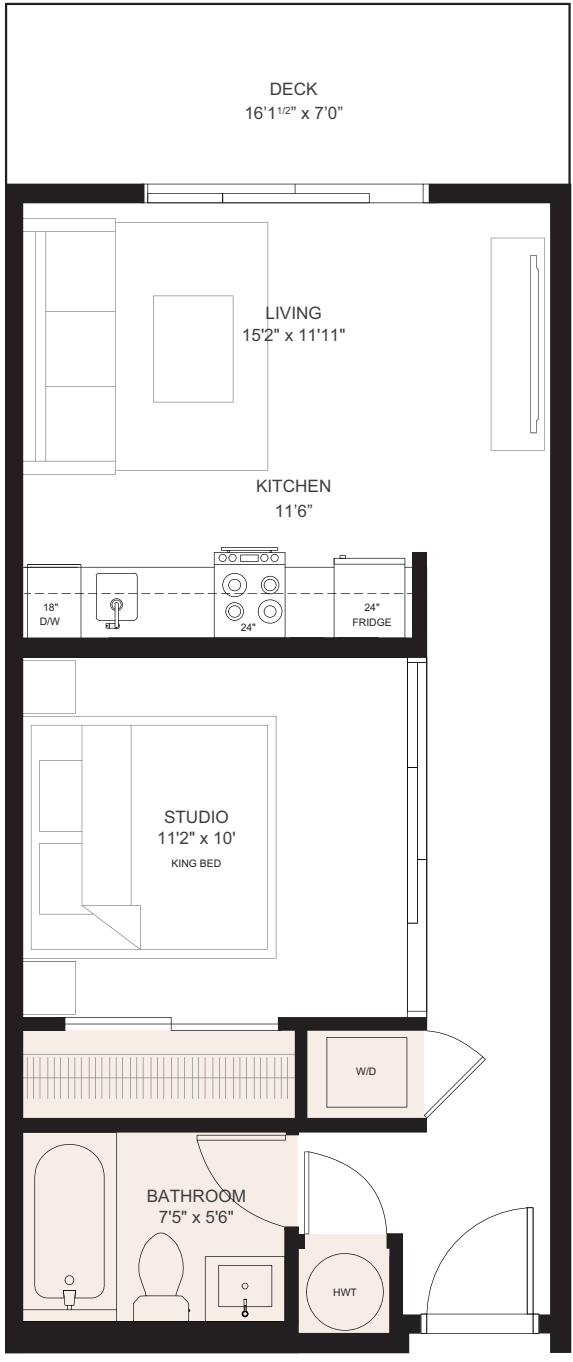 DECK
16’1 1/2” x 7’0”
LIVING
15'2" x 11'11"
KITCHEN
11’6”
18"
D/W
24"
24"
FRIDGE
STUDIO
11'2" x 10'
KING BED
W/D
BATHROOM
7'5" x 5'6"
HWT